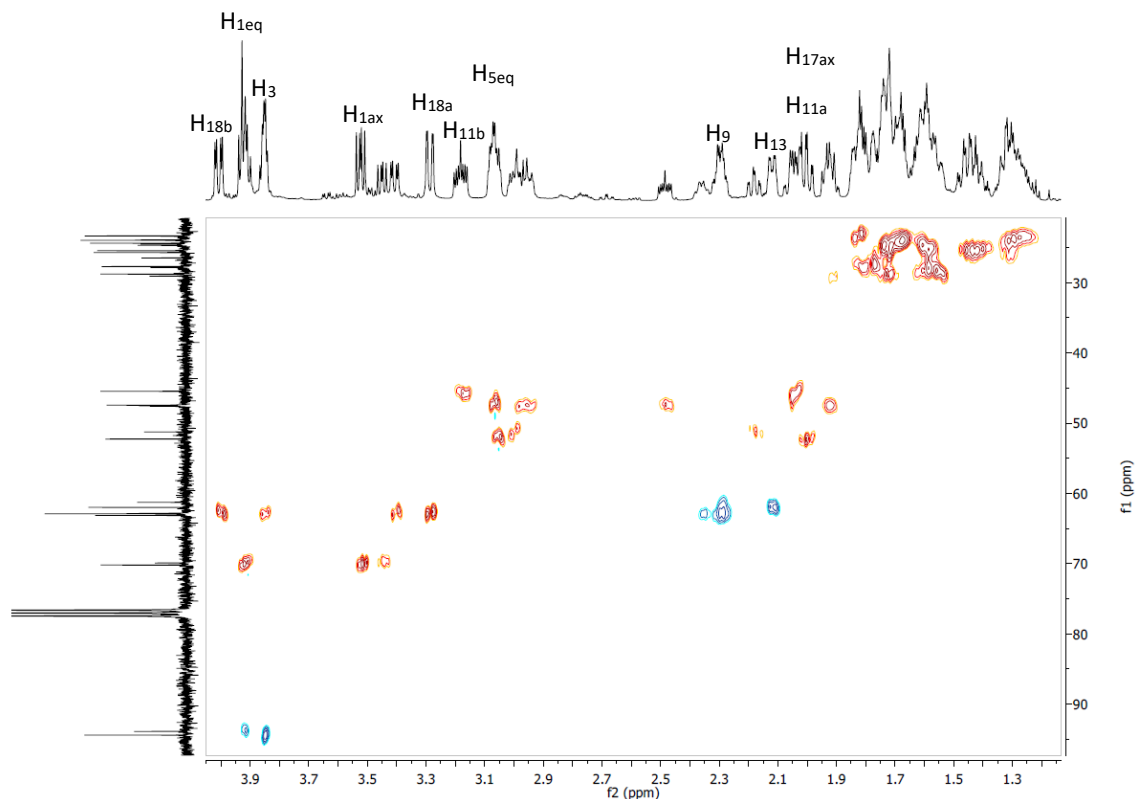 H1eq
H3
H18b
H1ax
H18a
H11b
H5eq
H9
H13
H17ax
H11a
30
40
50
60
70
80
90
f1 (ppm)
3.9 3.7 3.5 3.3 3.1 2.9 2.7 2.5 2.3 2.1 1.9 1.7 1.5 1.3
f2 (ppm)